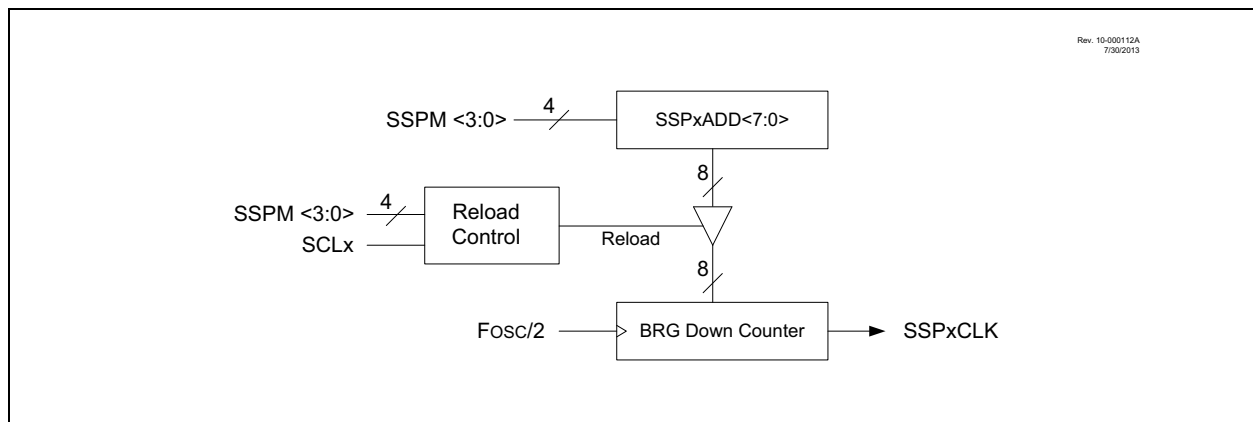 Rev. 10-000112A
7/30/2013
SSPM <3:0>
4
SSPxADD<7:0>
8
SSPM <3:0>
4
SCLx
Reload
Control
Reload
8
FOSC/2
BRG Down Counter
SSPxCLK